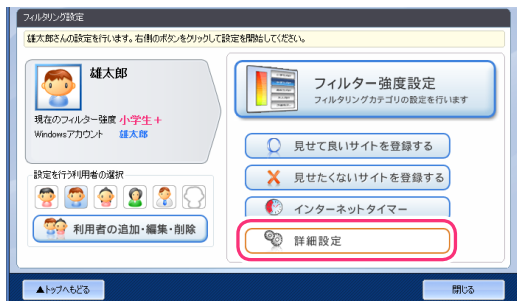 フィルタリング設定
雄太郎さんの設定を行います。右側のボタンをクリックして設定を開始してください。
雄太郎
現在のフィルター強度 小学生+
Windowsアカウント 雄太郎
設定を行う利用者の選択
利用者の追加・編集・削除
フィルター強度設定
フィルタリングカテゴリの設定を行います
見せて良いサイトを登録する
見せたくないサイトを登録する
インターネットタイマー
詳細設定
▲トップへもどる
閉じる